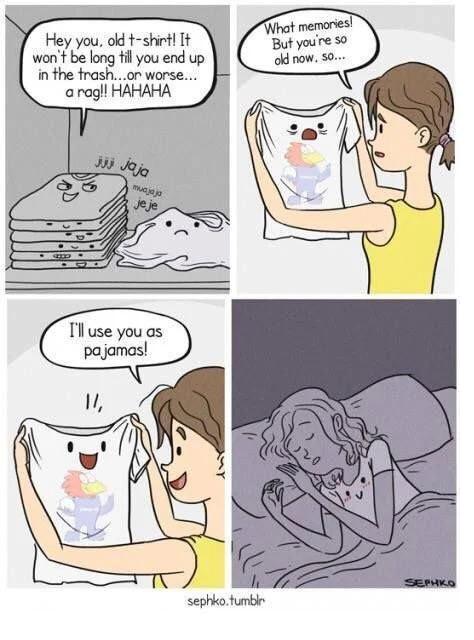 Hey you, old t-shirt! It
won't be long till you end up
in the trash...or worse...
a rag!! HAHAHA
jijiji jaja
muajaja
jeje
What memories!
But you're so
old now, so...
I'll use you as
pajamas!
SEPHKO
sephko.tumblr